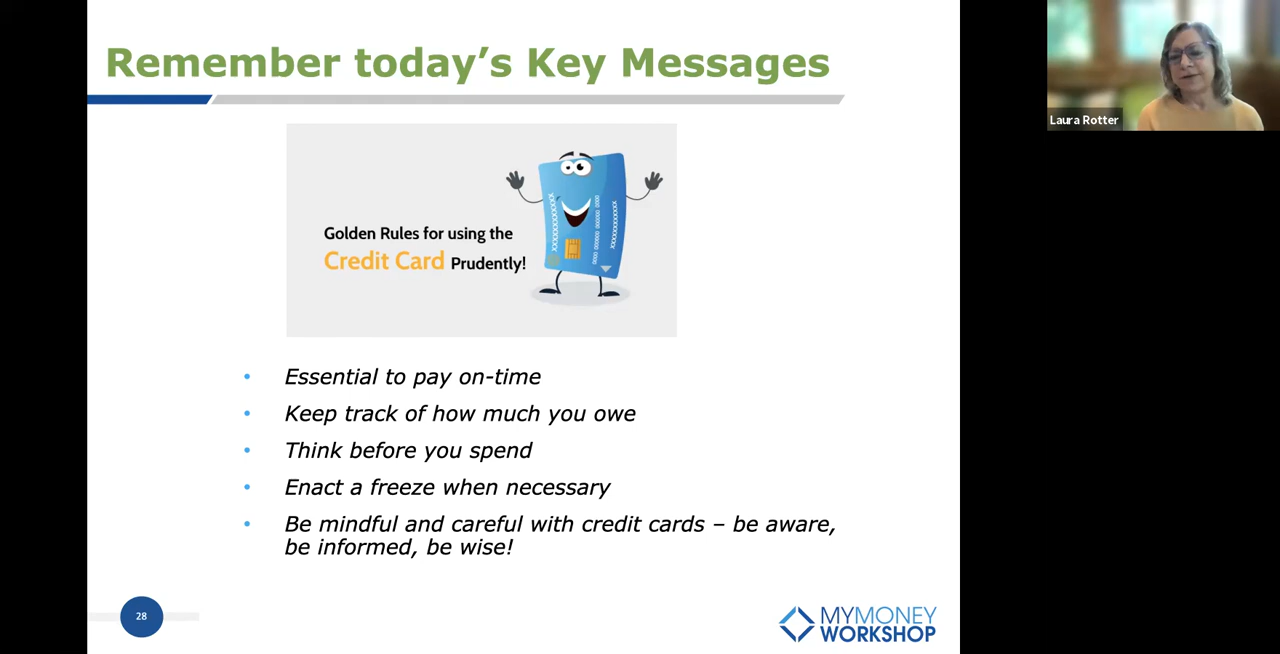 Remember today's Key Messages
Laura Rotter
Golden Rules for using the
Credit Card Prudently!
• Essential to pay on-time
• Keep track of how much you owe
• Think before you spend
• Enact a freeze when necessary
• Be mindful and careful with credit cards – be aware,
be informed, be wise!
28
MYMONEY
WORKSHOP